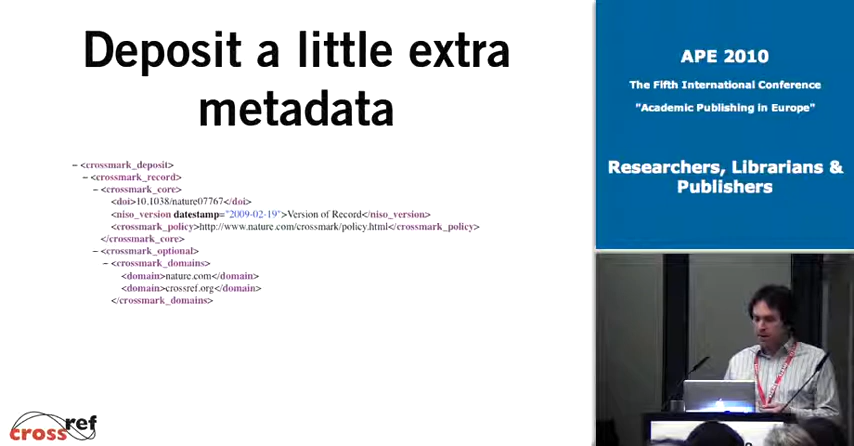 Deposit a little extra
metadata
– <crossmark_deposit>
– <crossmark_record>
– <crossmark_core>
<doi>10.1038/nature07767</doi>
<niso_version datestamp="2009-02-19">Version of Record</niso_version>
<crossmark_policy>http://www.nature.com/crossmark/policy.html</crossmark_policy>
</crossmark_core>
– <crossmark_optional>
– <crossmark_domains>
<domain>nature.com</domain>
<domain>crossref.org</domain>
</crossmark_domains>
crossref
APE 2010
The Fifth International Conference
"Academic Publishing in Europe"
Researchers, Librarians &
Publishers